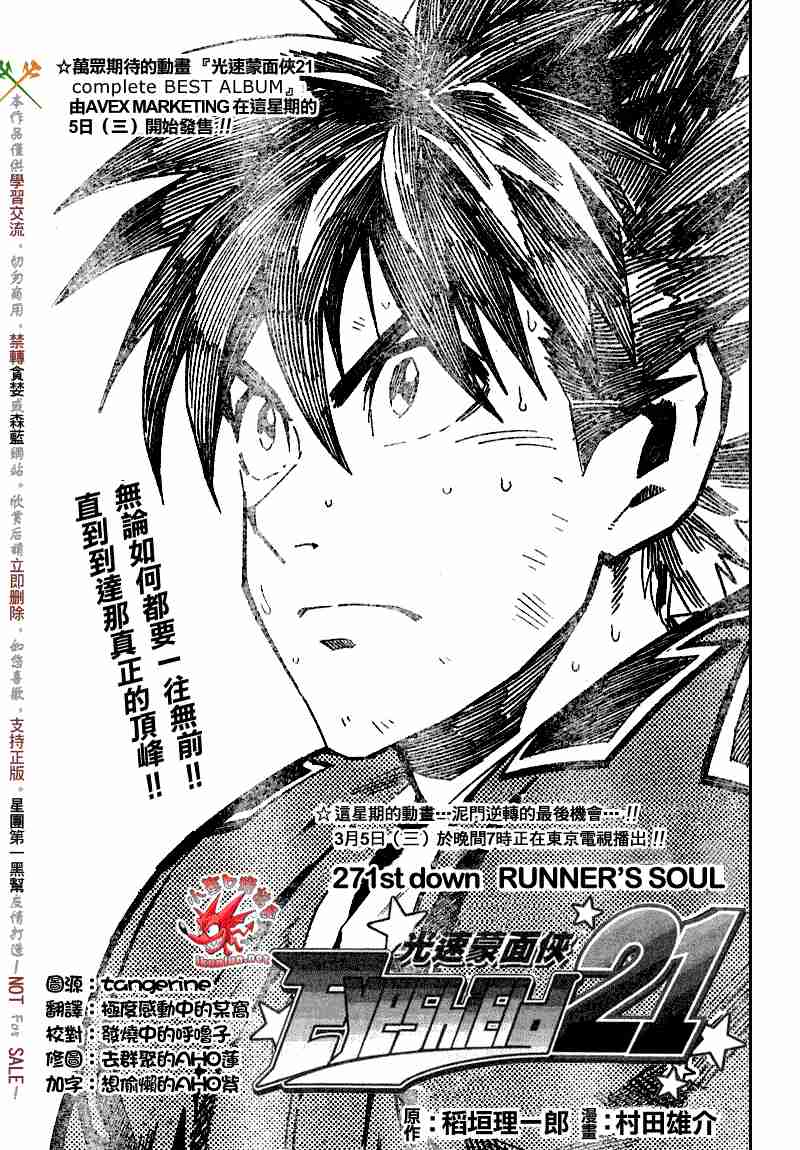 ☆萬眾期待的動畫『光速蒙面俠21
complete BEST ALBUM』
由AVEX MARKETING 在這星期的
5日（三）開始發售!!
無論如何都要一往無前!!
直到到達那真正的頂峰!!
☆ 這星期的動畫…泥門逆轉的最後機會…!!
3月5日（三）於晚間7時正在東京電視播出!!
271st down RUNNER'S SOUL
光速蒙面俠
EYESHIELD 21
原作：稻垣理一郎 漫畫：村田雄介
圖源：tangerine
翻譯：極度感動中的某窩
校對：發燒中的呼嚕子
修圖：去群聚的AHO蓮
加字：想偷懶的AHO翁
本作品僅供學習交流。切勿商用。禁轉貪婪或森藍網站。欣賞后請立即刪除。如您喜歡，支持正版。星團第一黑幫友情打造—NOT For SALE—